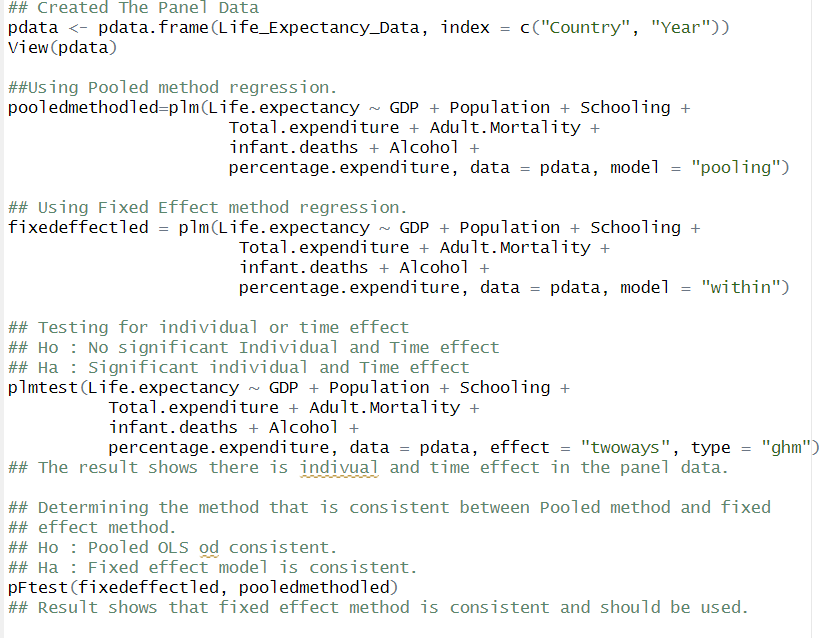 ## Created The Panel Data
pdata <- pdata.frame(Life_Expectancy_Data, index = c("Country", "Year"))
View(pdata)
##Using Pooled method regression.
pooledmethodled=plm(Life.expectancy ~ GDP + Population + Schooling +
Total.expenditure + Adult.Mortality +
infant.deaths + Alcohol +
percentage.expenditure, data = pdata, model = "pooling")
## Using Fixed Effect method regression.
fixedeffectled = plm(Life.expectancy ~ GDP + Population + Schooling +
Total.expenditure + Adult.Mortality +
infant.deaths + Alcohol +
percentage.expenditure, data = pdata, model = "within")
## Testing for individual or time effect
## Ho : No significant Individual and Time effect
## Ha : Significant individual and Time effect
plmtest(Life.expectancy ~ GDP + Population + Schooling +
Total.expenditure + Adult.Mortality +
infant.deaths + Alcohol +
percentage.expenditure, data = pdata, effect = "twoways", type = "ghm")
## The result shows there is indivual and time effect in the panel data.
## Determining the method that is consistent between Pooled method and fixed
## effect method.
## Ho : Pooled OLS od consistent.
## Ha : Fixed effect model is consistent.
pFtest(fixedeffectled, pooledmethodled)
## Result shows that fixed effect method is consistent and should be used.